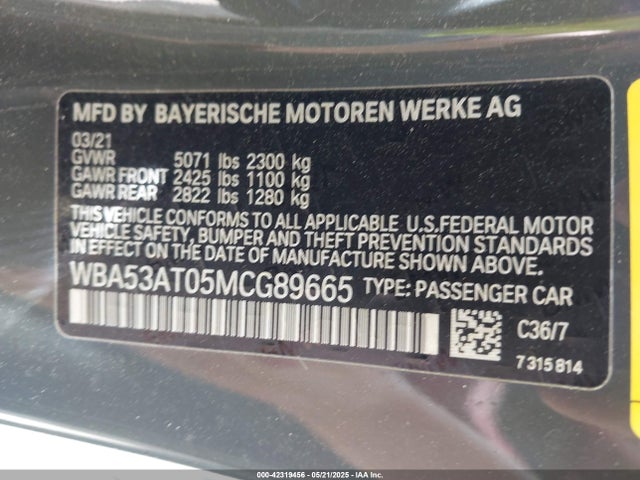 MFD BY BAYERISCHE MOTOREN WERKE AG
03/21
GVWR 5071 lbs 2300 kg
GAWR FRONT 2425 lbs 1100 kg
GAWR REAR 2822 lbs 1280 kg
THIS VEHICLE CONFORMS TO ALL APPLICABLE U.S.FEDERAL MOTOR
VEHICLE SAFETY, BUMPER AND THEFT PREVENTION STANDARDS
IN EFFECT ON THE DATE OF MANUFACTURE SHOWN ABOVE.
WBA53AT05MCG89665 TYPE: PASSENGER CAR
C36/7
7 315 814
000-42319456 - 05/21/2025 - IAAI.COM